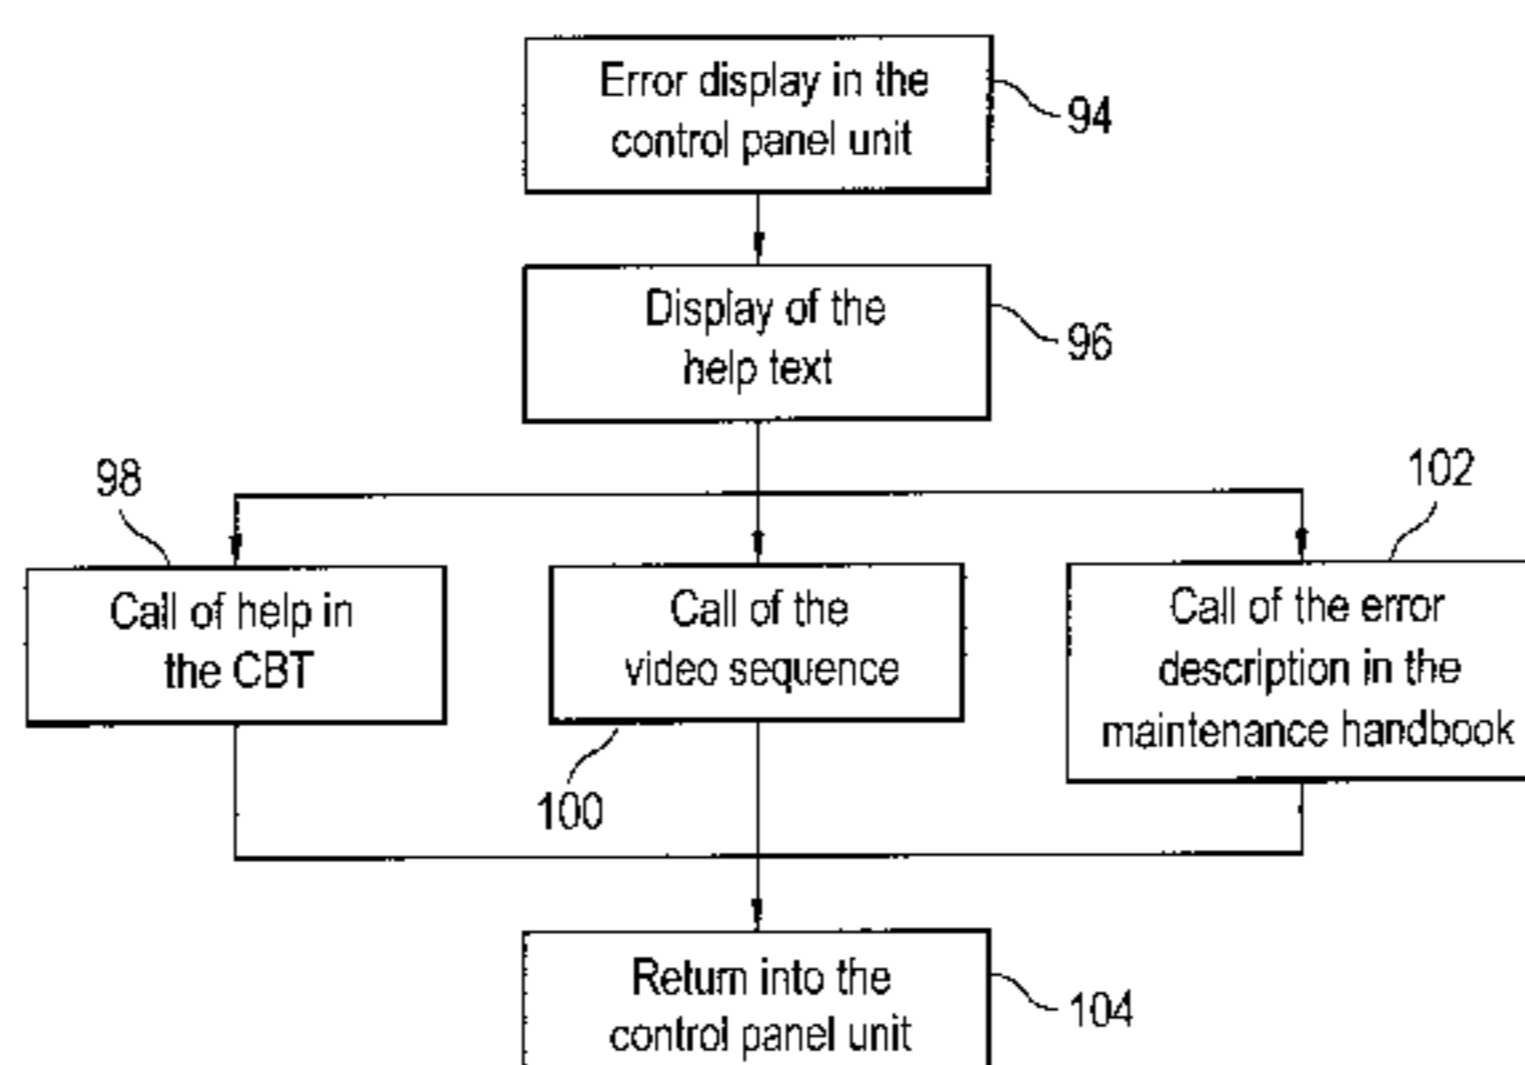 Error display in the
control panel unit
94
Display of the
help text
96
98
102
Call of help in
the CBT
Call of the
video sequence
Call of the error
description in the
maintenance handbook
100
Return into the
control panel unit
104